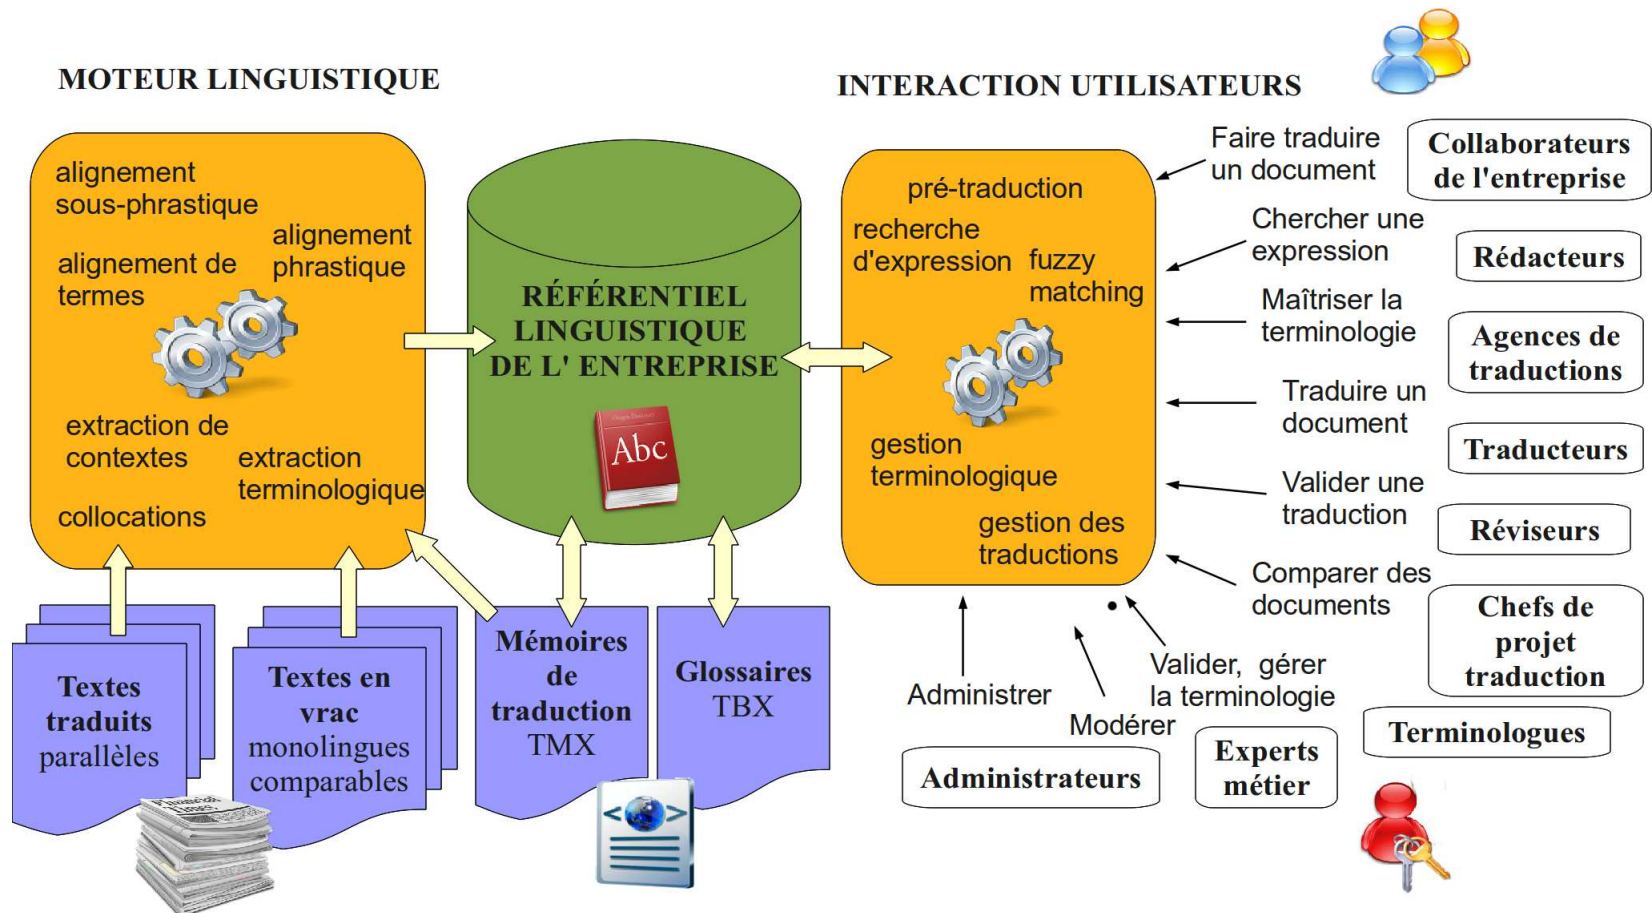 MOTEUR LINGUISTIQUE
INTERACTION UTILISATEURS
alignement
sous-phrastique
alignement
phrastique
alignement de
termes
extraction de
contextes
extraction
terminologique
collocations
RÉFÉRENTIEL
LINGUISTIQUE
DE L' ENTREPRISE
Abc
pré-traduction
recherche
d'expression
fuzzy
matching
gestion
terminologique
gestion des
traductions
Faire traduire
un document
Chercher une
expression
Maîtriser la
terminologie
Traduire un
document
Valider une
traduction
Comparer des
documents
Valider, gérer
la terminologie
Modérer
Administrer
Collaborateurs
de l'entreprise
Rédacteurs
Agences de
traductions
Traducteurs
Réviseurs
Chefs de
projet
traduction
Terminologues
Experts
métier
Administrateurs
Textes
traduits
parallèles
Textes en
vrac
monolingues
comparables
Mémoires
de
traduction
TMX
Glossaires
TBX